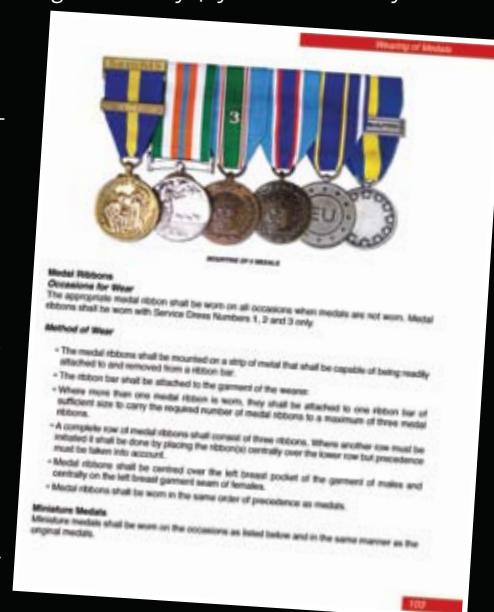 Wearing of Medals
3
EU
MOUNTING OF MEDALS
Medal Ribbons
Occasions for Wear
The appropriate medal ribbon shall be worn on all occasions when medals are not worn. Medal
ribbons shall be worn with Service Dress Numbers 1, 2 and 3 only.
Method of Wear
• The medal ribbons shall be mounted on a strip of metal that shall be capable of being readily
attached to and removed from a ribbon bar.
• The ribbon bar shall be attached to the garment of the wearer.
• Where more than one medal ribbon is worn, they shall be attached to one ribbon bar of
sufficient size to carry the required number of medal ribbons to a maximum of three medal
ribbons.
• A complete row of medal ribbons shall consist of three ribbons. Where another row must be
initiated it shall be done by placing the ribbon(s) centrally over the lower row but precedence
must be taken into account.
• Medal ribbons shall be centred over the left breast pocket of the garment of males and
centrally on the left breast garment seam of females.
• Medal ribbons shall be worn in the same order of precedence as medals.
Miniature Medals
Miniature medals shall be worn on the occasions as listed below and in the same manner as the
original medals.
103